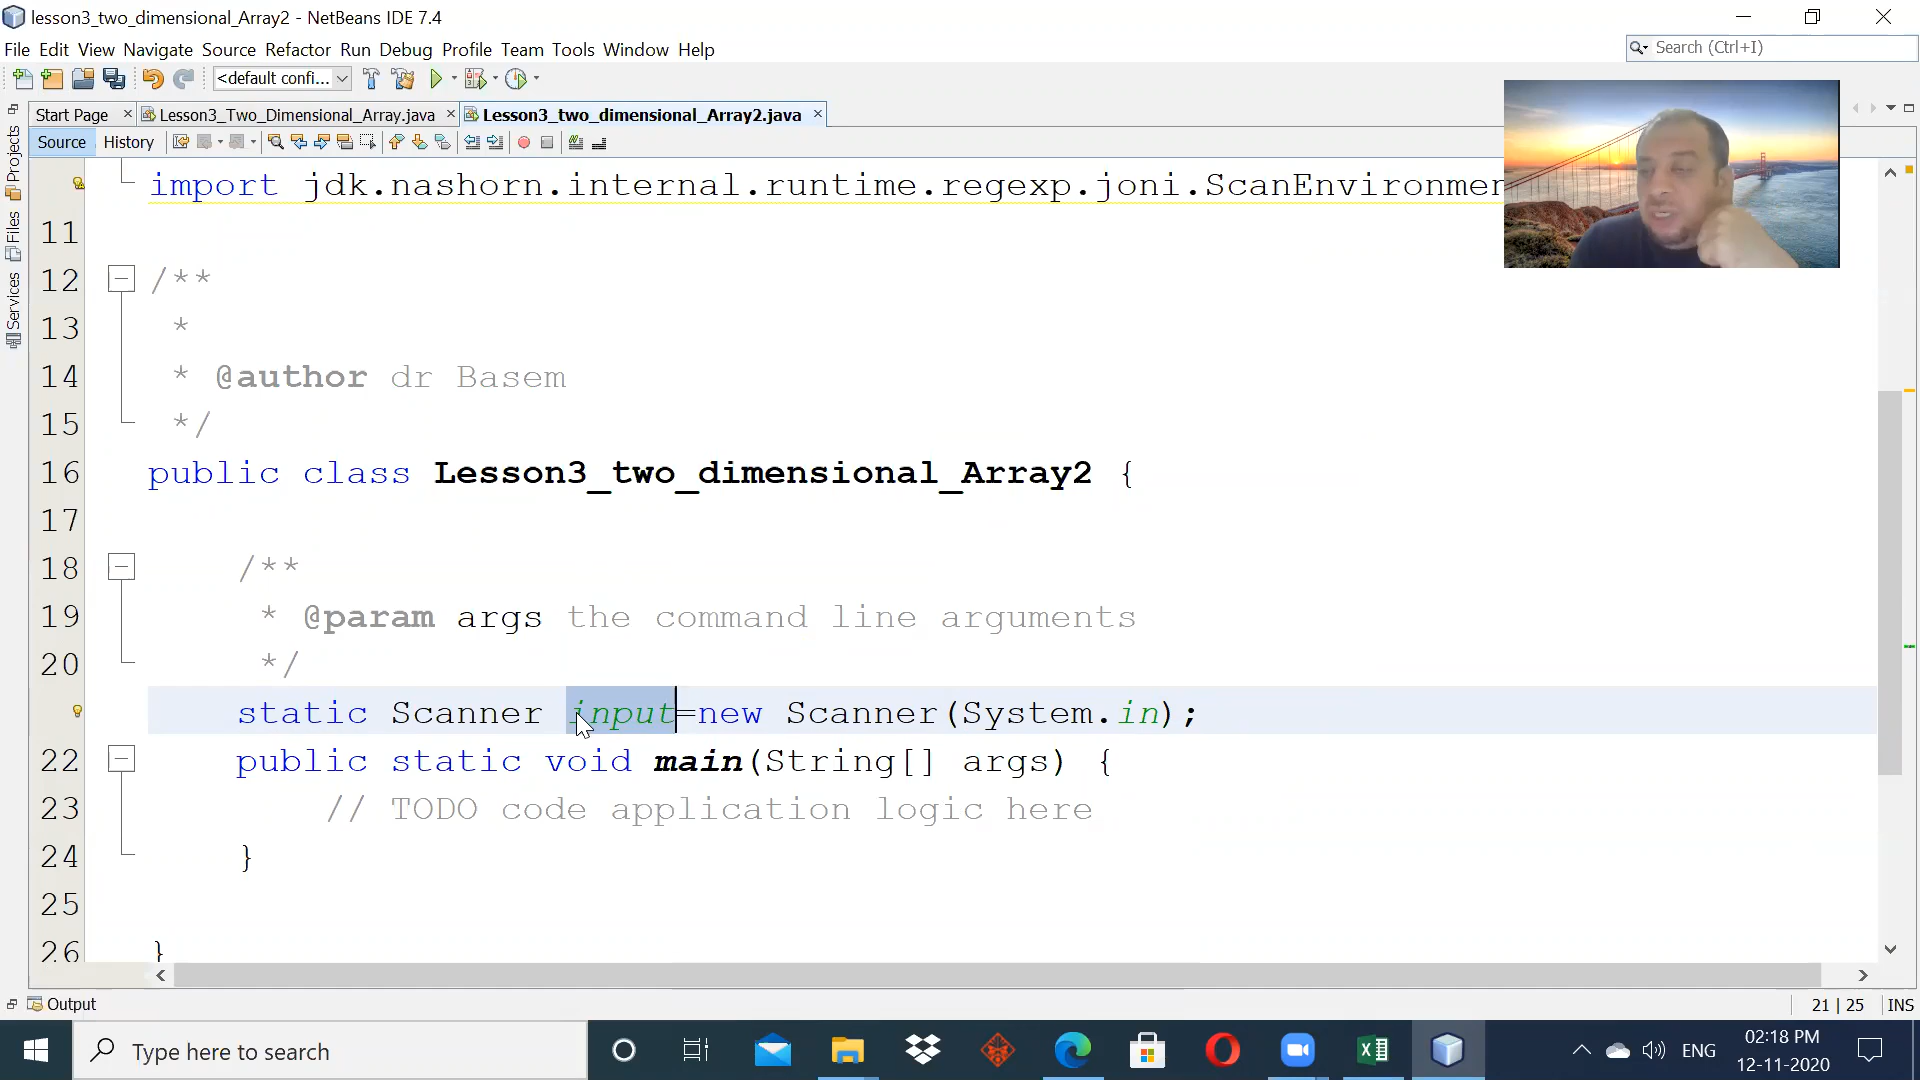 lesson3_two_dimensional_Array2 - NetBeans IDE 7.4
File Edit View Navigate Source Refactor Run Debug Profile Team Tools Window Help
Search (Ctrl+I)
<default confi...
Start Page Lesson3_Two_Dimensional_Array.java Lesson3_two_dimensional_Array2.java
Source History
Projects
Files
Services
import jdk.nashorn.internal.runtime.regexp.joni.ScanEnvironmen
11
12 /**
13 *
14 * @author dr Basem
15 */
16 public class Lesson3_two_dimensional_Array2 {
17
18 /**
19 * @param args the command line arguments
20 */
static Scanner input=new Scanner(System.in);
22 public static void main(String[] args) {
23 // TODO code application logic here
24 }
25
26 }
Output
21 | 25 INS
Type here to search
ENG
02:18 PM
12-11-2020